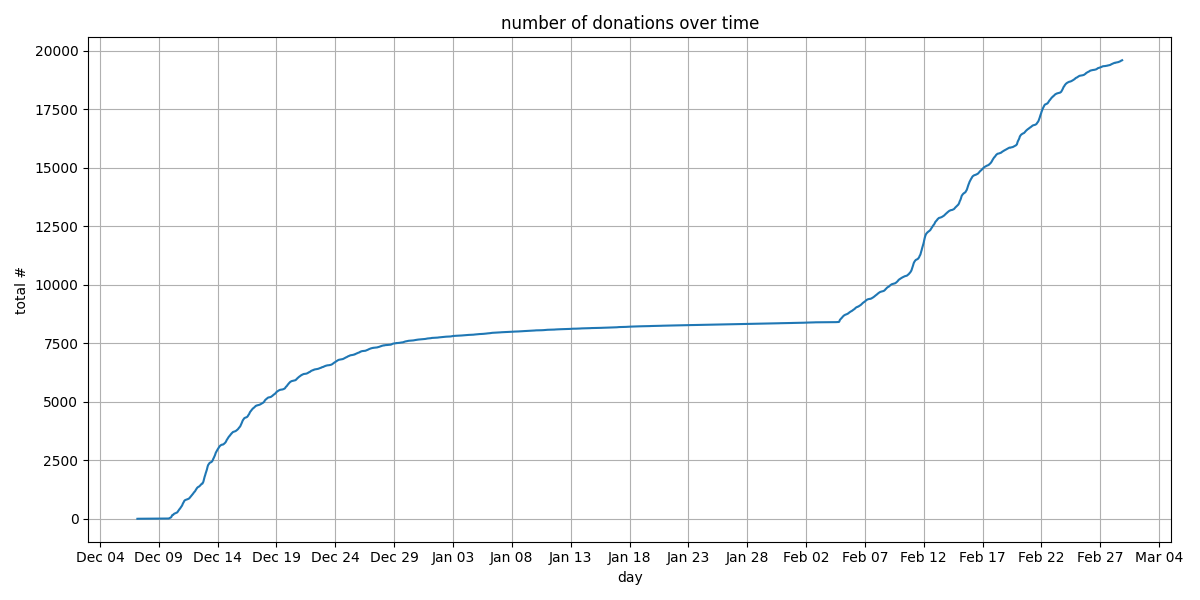 number of donations over time
20000
17500
15000
12500
10000
7500
5000
2500
0
total #
Dec 04 Dec 09 Dec 14 Dec 19 Dec 24 Dec 29 Jan 03 Jan 08 Jan 13 Jan 18 Jan 23 Jan 28 Feb 02 Feb 07 Feb 12 Feb 17 Feb 22 Feb 27 Mar 04
day